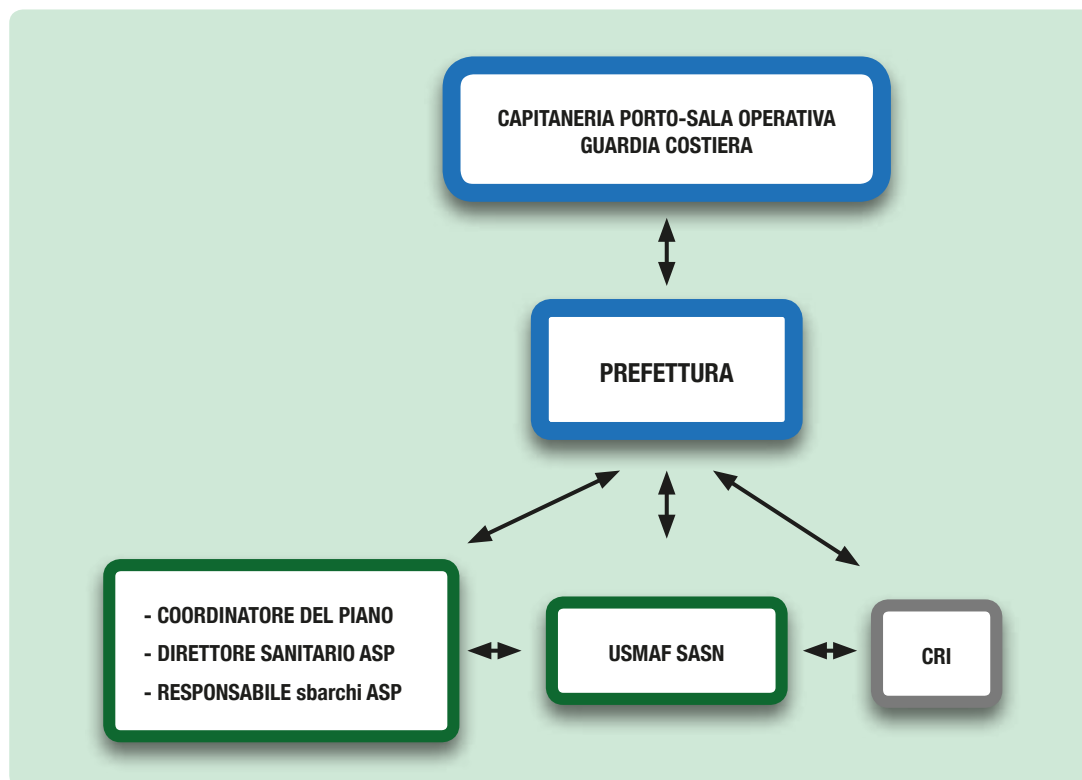 CAPITANERIA PORTO-SALA OPERATIVA
GUARDIA COSTIERA
PREFETTURA
- COORDINATORE DEL PIANO
- DIRETTORE SANITARIO ASP
- RESPONSABILE sbarchi ASP
USMAF SASN
CRI